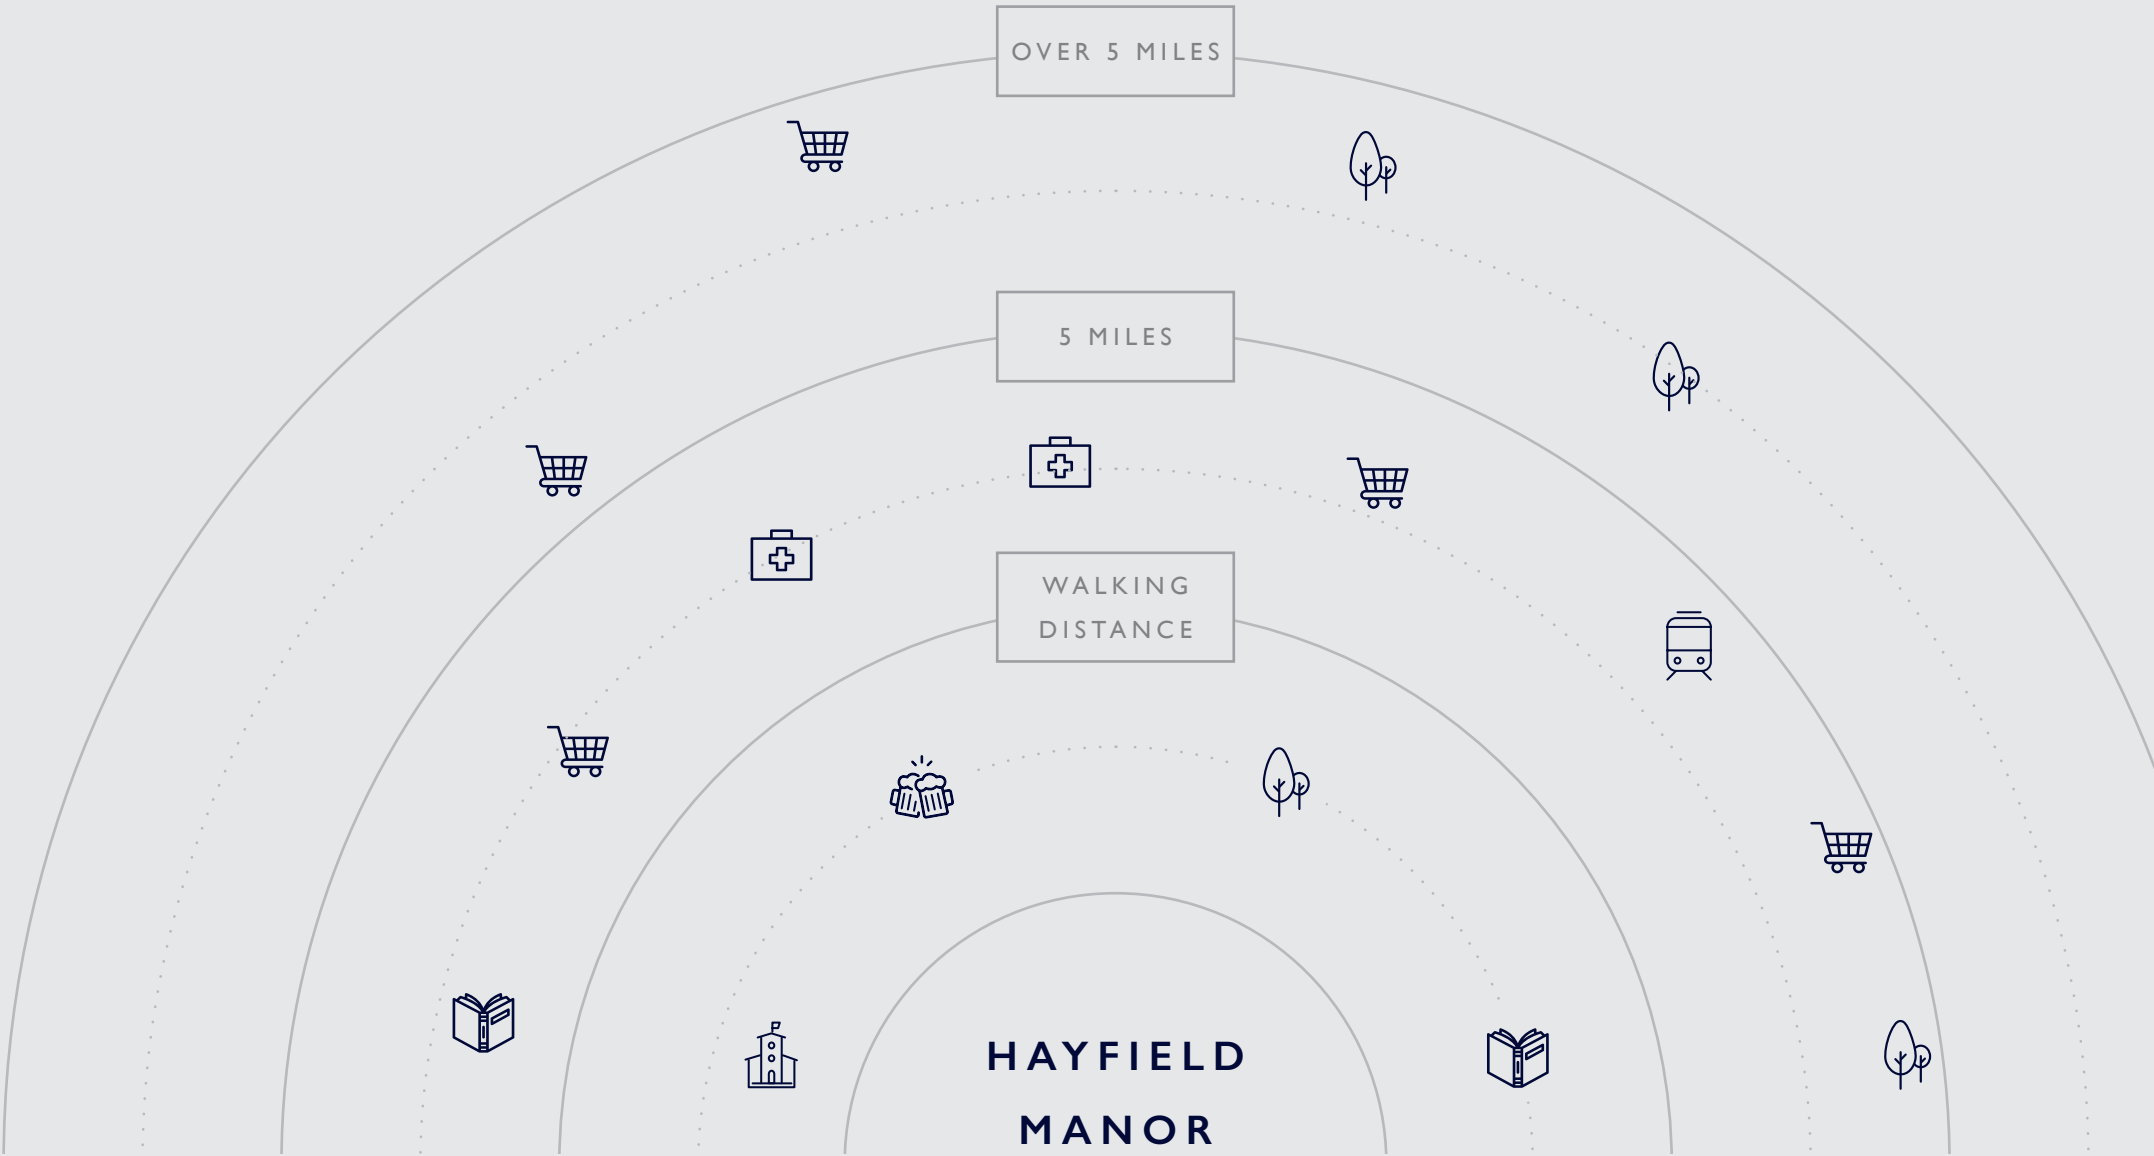 OVER 5 MILES
5 MILES
WALKING
DISTANCE
HAYFIELD
MANOR